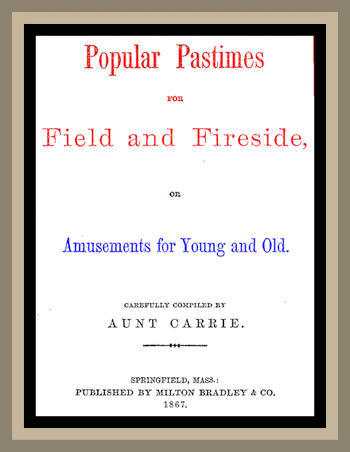 Popular Pastimes
FOR
Field and Fireside,
OR
Amusements for Young and Old.
CAREFULLY COMPILED BY
AUNT CARRIE.
SPRINGFIELD, MASS.:
PUBLISHED BY MILTON BRADLEY & CO.
1867.